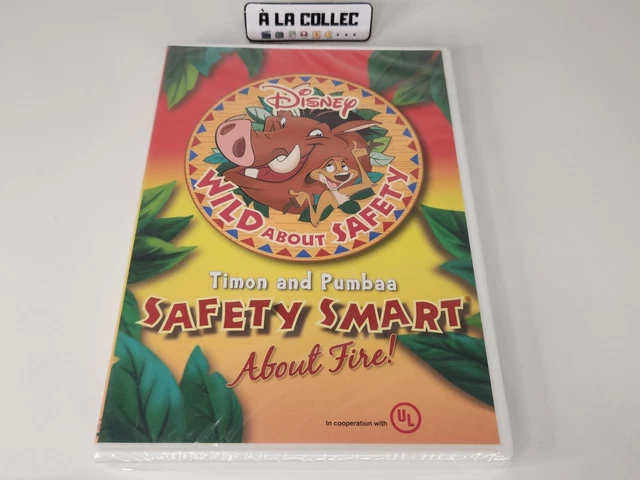 À LA COLLEC
Disney
WILD ABOUT SAFETY
Timon and Pumbaa
SAFETY SMART
About Fire!
In cooperation with UL